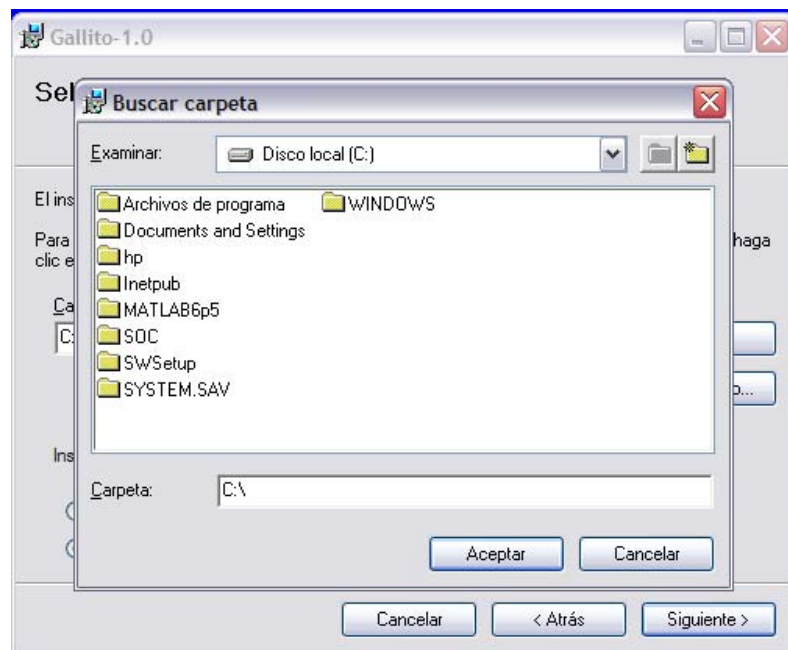 Gallito-1.0
Sel
Buscar carpeta
Examinar: Disco local (C:)
Archivos de programa
Documents and Settings
hp
Inetpub
MATLAB6p5
SOC
SWSetup
SYSTEM.SAV
WINDOWS
El ins
Para haga
clic e
Ca
C:
o...
Ins
Carpeta: C:\
Aceptar Cancelar
Cancelar < Atrás Siguiente >